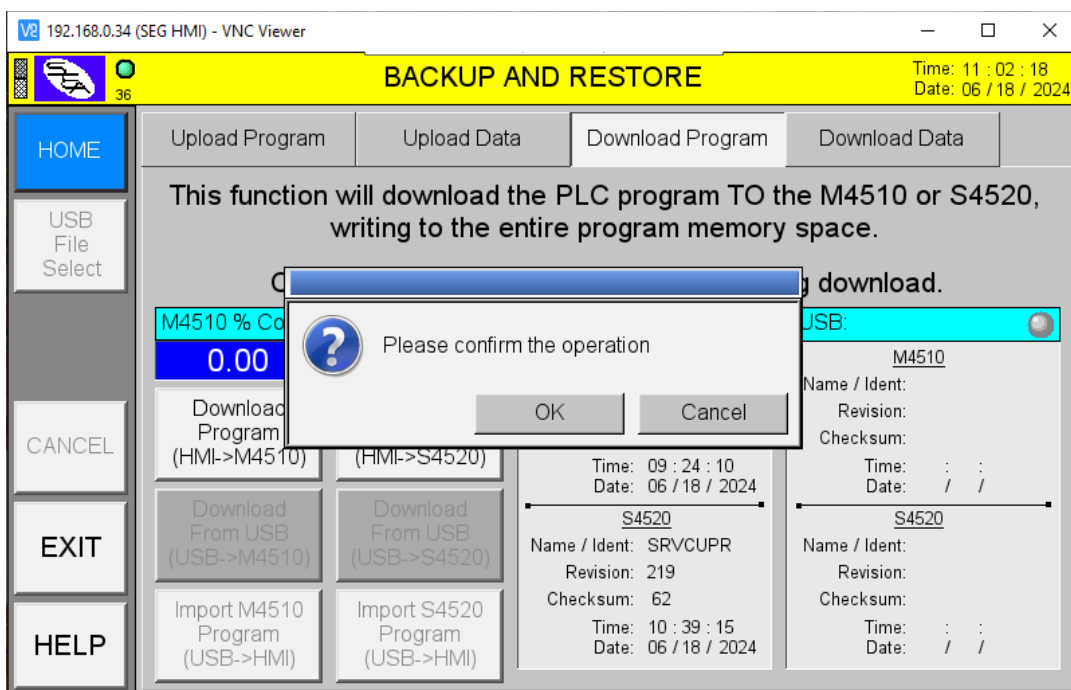 192.168.0.34 (SEG HMI) - VNC Viewer
36
BACKUP AND RESTORE
Time: 11 : 02 : 18
Date: 06 / 18 / 2024
HOME
USB
File
Select
CANCEL
EXIT
HELP
Upload Program
Upload Data
Download Program
Download Data
This function will download the PLC program TO the M4510 or S4520,
writing to the entire program memory space.
download.
Please confirm the operation
OK
Cancel
M4510 %
0.00
Download
Program
(HMI->M4510)
(HMI->S4520)
Download
From USB
(USB->M4510)
Download
From USB
(USB->S4520)
Import M4510
Program
(USB->HMI)
Import S4520
Program
(USB->HMI)
Time: 09 : 24 : 10
Date: 06 / 18 / 2024
S4520
Name / Ident: SRVCUPR
Revision: 219
Checksum: 62
Time: 10 : 39 : 15
Date: 06 / 18 / 2024
USB:
M4510
Name / Ident:
Revision:
Checksum:
Time: : :
Date: / /
S4520
Name / Ident:
Revision:
Checksum:
Time: : :
Date: / /